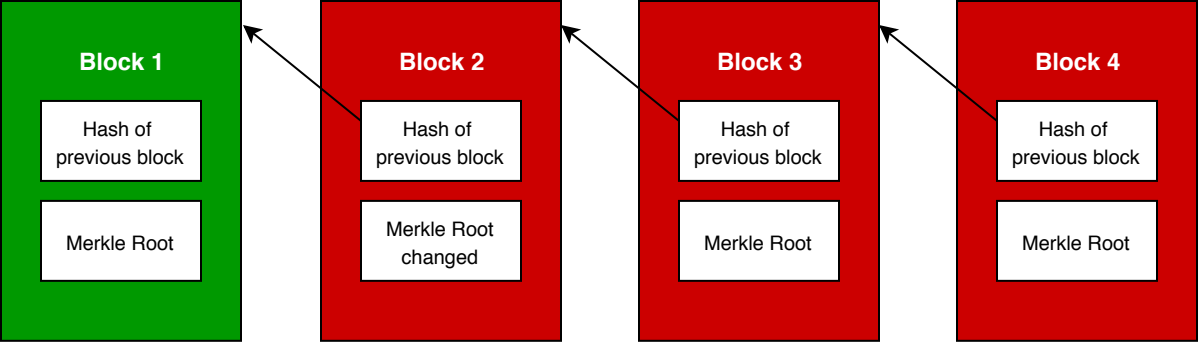 Block 1
Hash of
previous block
Merkle Root
Block 2
Hash of
previous block
Merkle Root
changed
Block 3
Hash of
previous block
Merkle Root
Block 4
Hash of
previous block
Merkle Root